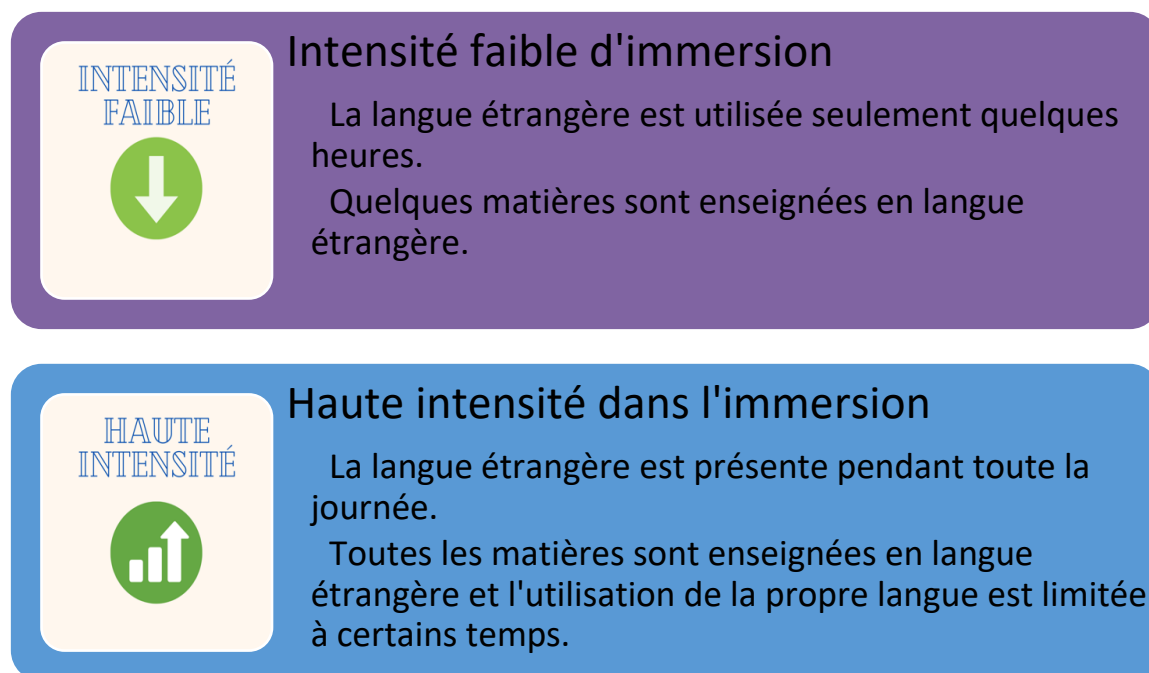 INTENSITÉ
FAIBLE
Intensité faible d'immersion
La langue étrangère est utilisée seulement quelques
heures.
Quelques matières sont enseignées en langue
étrangère.
HAUTE
INTENSITÉ
Haute intensité dans l'immersion
La langue étrangère est présente pendant toute la
journée.
Toutes les matières sont enseignées en langue
étrangère et l'utilisation de la propre langue est limitée
à certains temps.